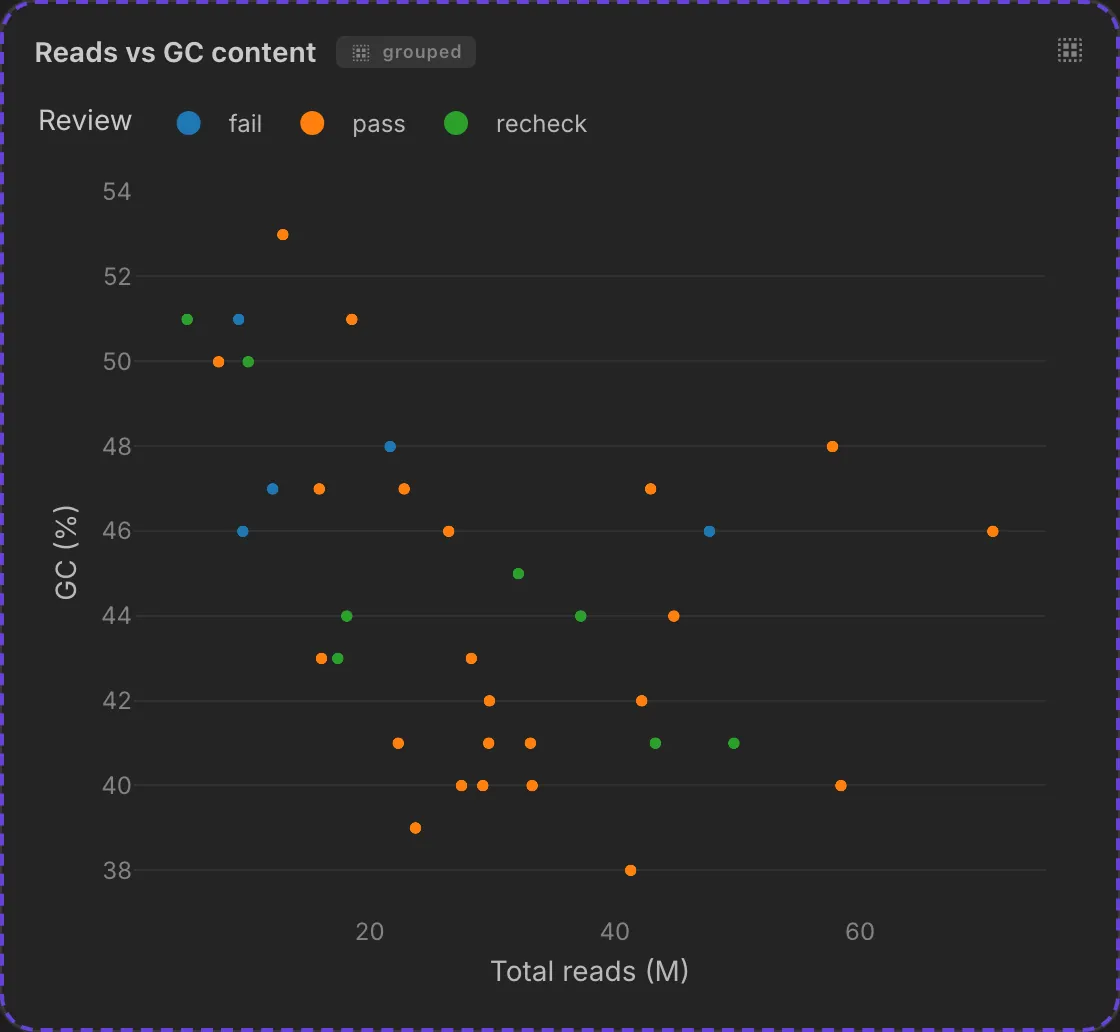 Reads vs GC content grouped
Review fail pass recheck
54
52
50
48
46
44
42
40
38
GC (%)
20 40 60
Total reads (M)